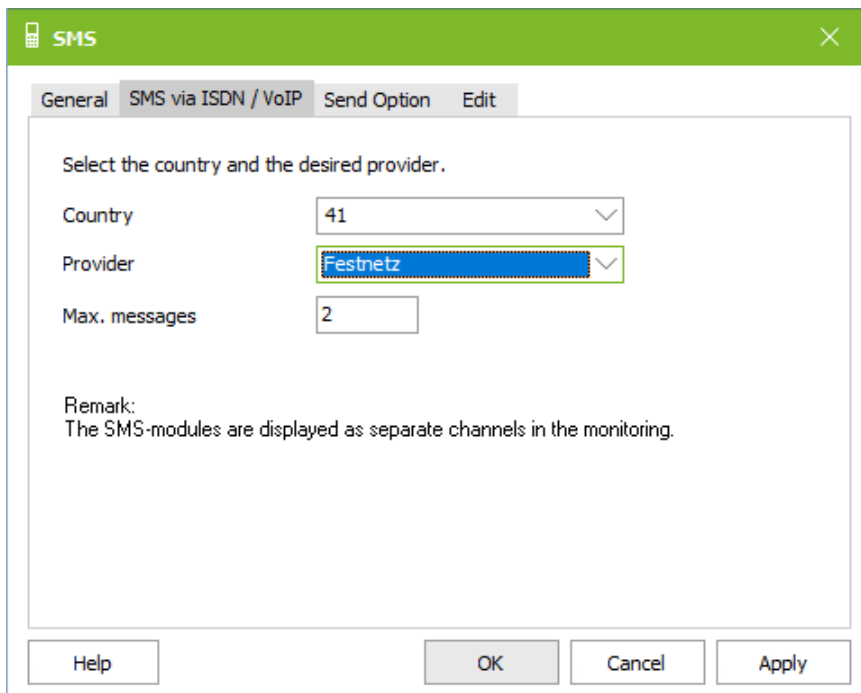 SMS
General SMS via ISDN / VoIP Send Option Edit
Select the country and the desired provider.
Country 41
Provider Festnetz
Max. messages 2
Remark:
The SMS-modules are displayed as separate channels in the monitoring.
Help OK Cancel Apply